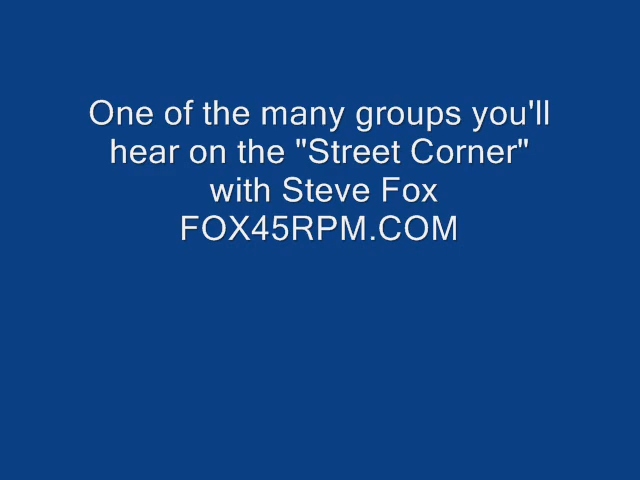 One of the many groups you'll
hear on the "Street Corner"
with Steve Fox
FOX45RPM.COM